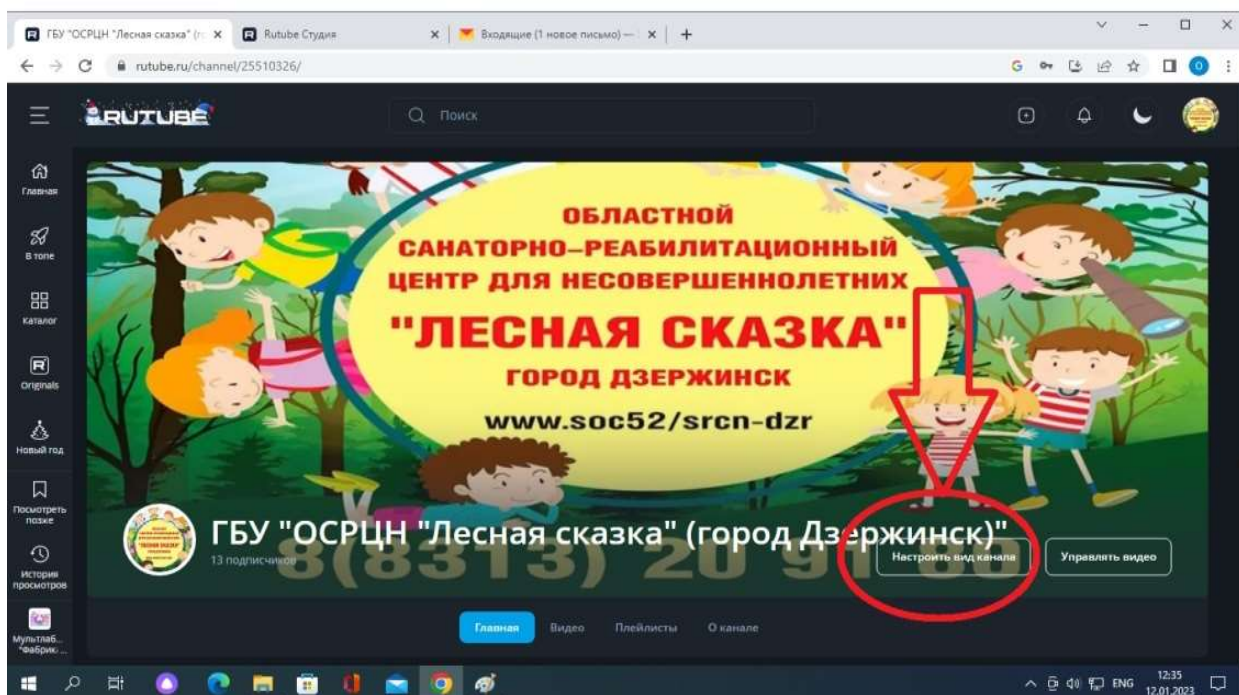 ГБУ "ОСРЦН "Лесная сказка" (го
Rutube Студия
Входящие (1 новое письмо) —
rutube.ru/channel/25510326/
RUTUBE
Поиск
Главная
В топе
Каталог
Originals
Новый год
Посмотреть
позже
История
просмотров
Мультлаб...
"Фабрик...
ОБЛАСТНОЙ
САНАТОРНО-РЕАБИЛИТАЦИОННЫЙ
ЦЕНТР ДЛЯ НЕСОВЕРШЕННОЛЕТНИХ
"ЛЕСНАЯ СКАЗКА"
ГОРОД ДЗЕРЖИНСК
www.soc52/srcn-dzr
ГБУ "ОСРЦН "Лесная сказка" (город Дзержинск)"
13 подписчиков
8(8313) 20 91
Настроить вид канала
Управлять видео
Главная
Видео
Плейлисты
О канале
ENG
12:35
12.01.2023